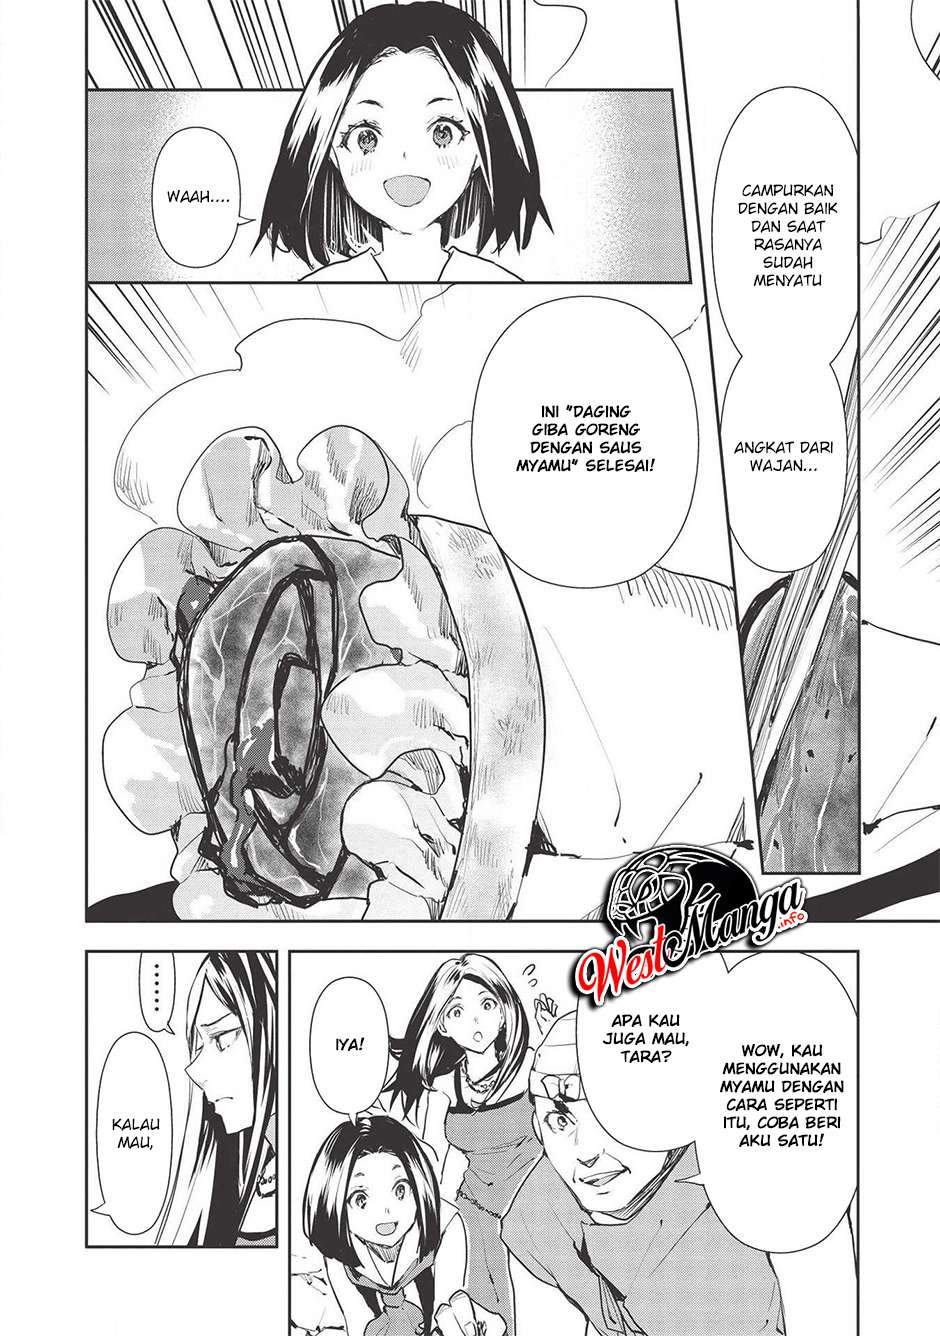 CAMPURKAN
DENGAN BAIK
DAN SAAT
RASANYA
SUDAH
MENYATU
ANGKAT DARI
WAJAN...
WAAH....
INI "DAGING
GIBA GORENG
DENGAN SAUS
MYAMU" SELESAI!
WestManga
.info
WOW, KAU
MENGGUNAKAN
MYAMU DENGAN
CARA SEPERTI
ITU, COBA BERI
AKU SATU!
APA KAU
JUGA MAU,
TARA?
IYA!
......
KALAU
MAU,